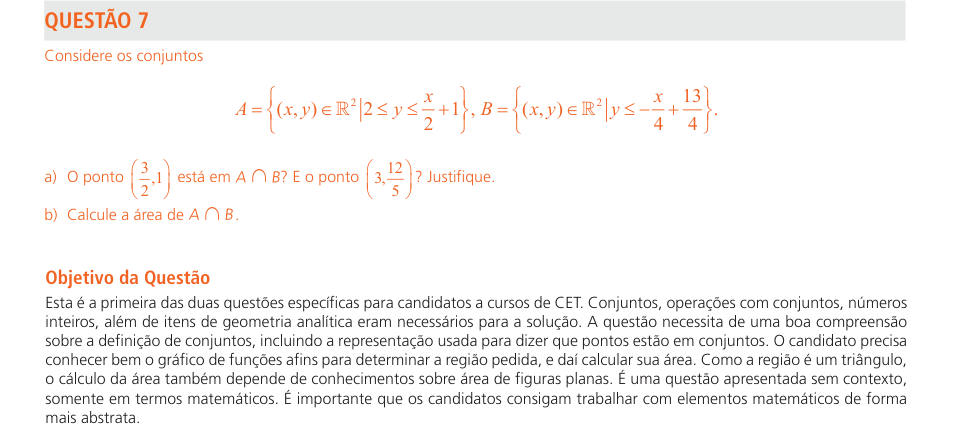 QUESTÃO 7
Considere os conjuntos
A = {(x, y) ∈ ℝ² | 2 ≤ y ≤ x/2 + 1}, B = {(x, y) ∈ ℝ² | y ≤ −x/4 + 13/4}.
a) O ponto (3/2, 1) está em A ∩ B? E o ponto (3, 12/5)? Justifique.
b) Calcule a área de A ∩ B.
Objetivo da Questão
Esta é a primeira das duas questões específicas para candidatos a cursos de CET. Conjuntos, operações com conjuntos, números
inteiros, além de itens de geometria analítica eram necessários para a solução. A questão necessita de uma boa compreensão
sobre a definição de conjuntos, incluindo a representação usada para dizer que pontos estão em conjuntos. O candidato precisa
conhecer bem o gráfico de funções afins para determinar a região pedida, e daí calcular sua área. Como a região é um triângulo,
o cálculo da área também depende de conhecimentos sobre área de figuras planas. É uma questão apresentada sem contexto,
somente em termos matemáticos. É importante que os candidatos consigam trabalhar com elementos matemáticos de forma
mais abstrata.